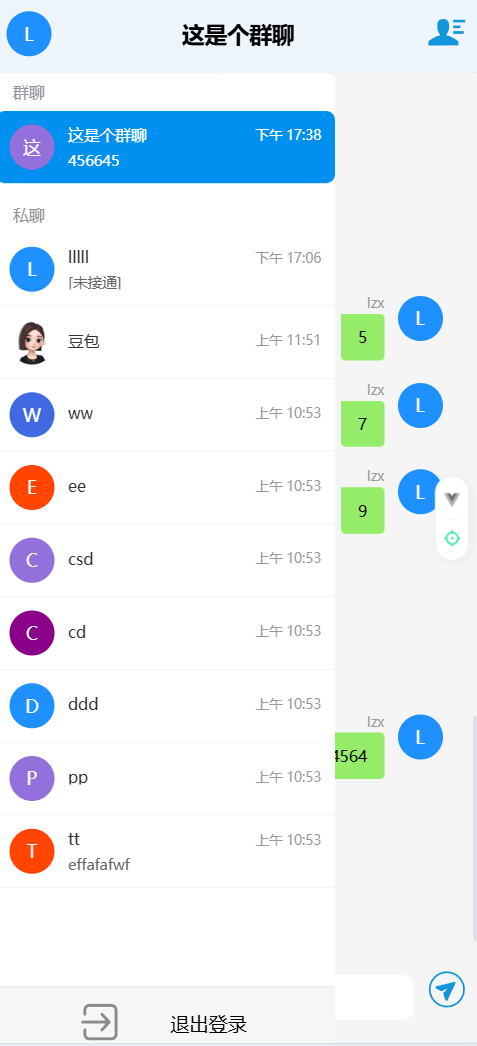 L
这是个群聊
群聊
这
这是个群聊
下午 17:38
456645
私聊
L
lllll
下午 17:06
[未接通]
豆包
上午 11:51
W
ww
上午 10:53
E
ee
上午 10:53
C
csd
上午 10:53
C
cd
上午 10:53
D
ddd
上午 10:53
P
pp
上午 10:53
T
tt
上午 10:53
effafafwf
退出登录
lzx
L
5
lzx
L
7
lzx
L
9
lzx
L
4564